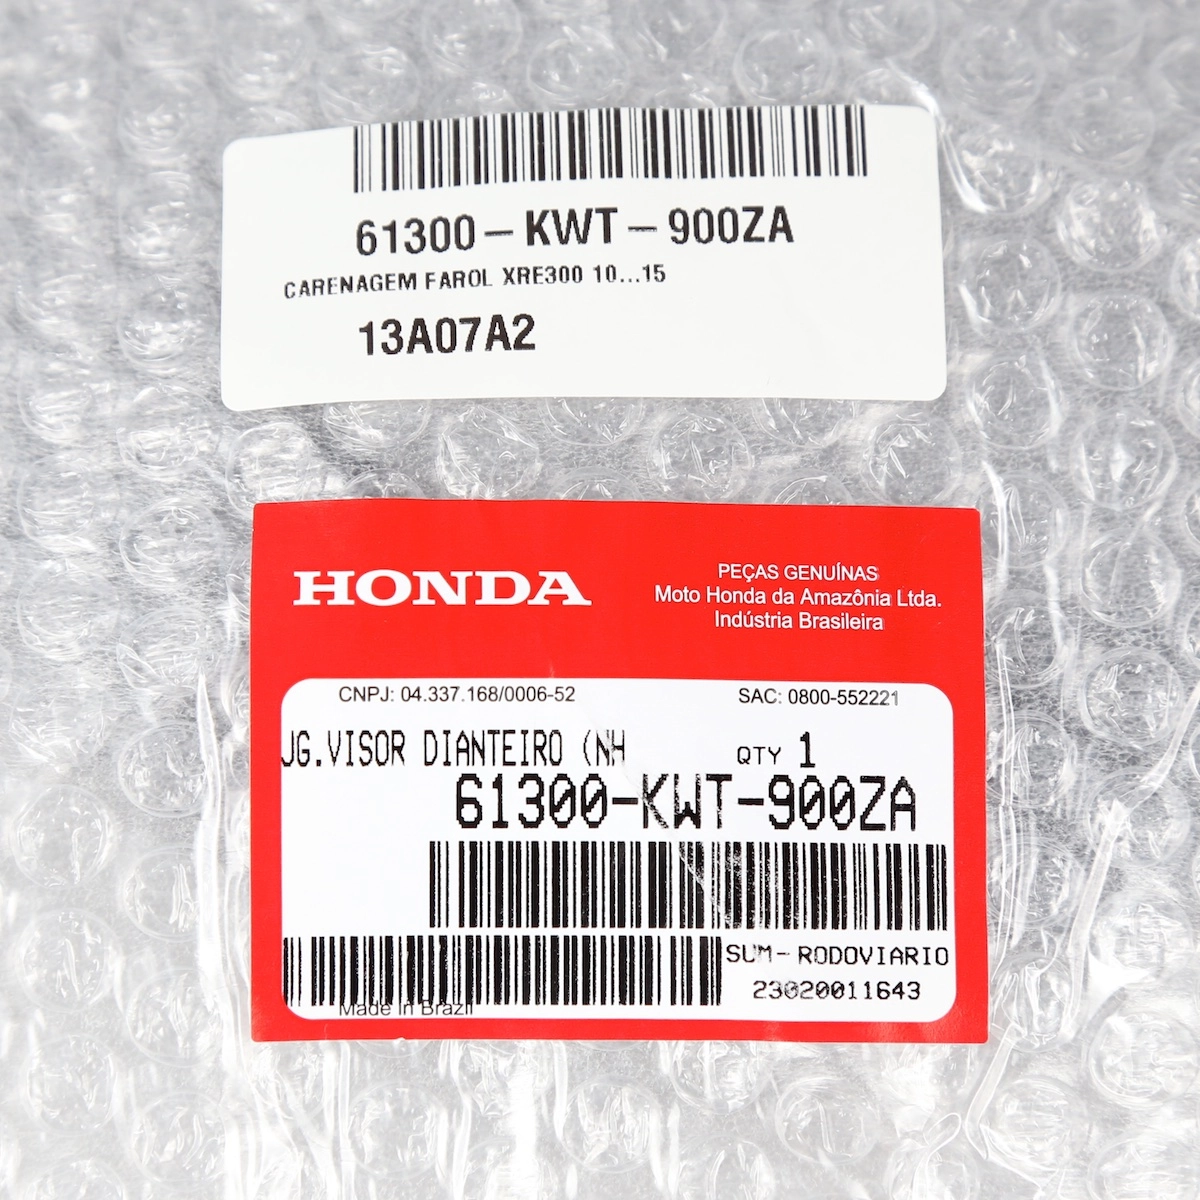 61300-KWT-900ZA
CARENAGEM FAROL XRE300 10...15
13A07A2
HONDA
PEÇAS GENUÍNAS
Moto Honda da Amazônia Ltda.
Indústria Brasileira
CNPJ: 04.337.168/0006-52 SAC: 0800-552221
JG.VISOR DIANTEIRO (NH QTY 1
61300-KWT-900ZA
SUM-RODOVIARIO
23020011643
Made in Brazil